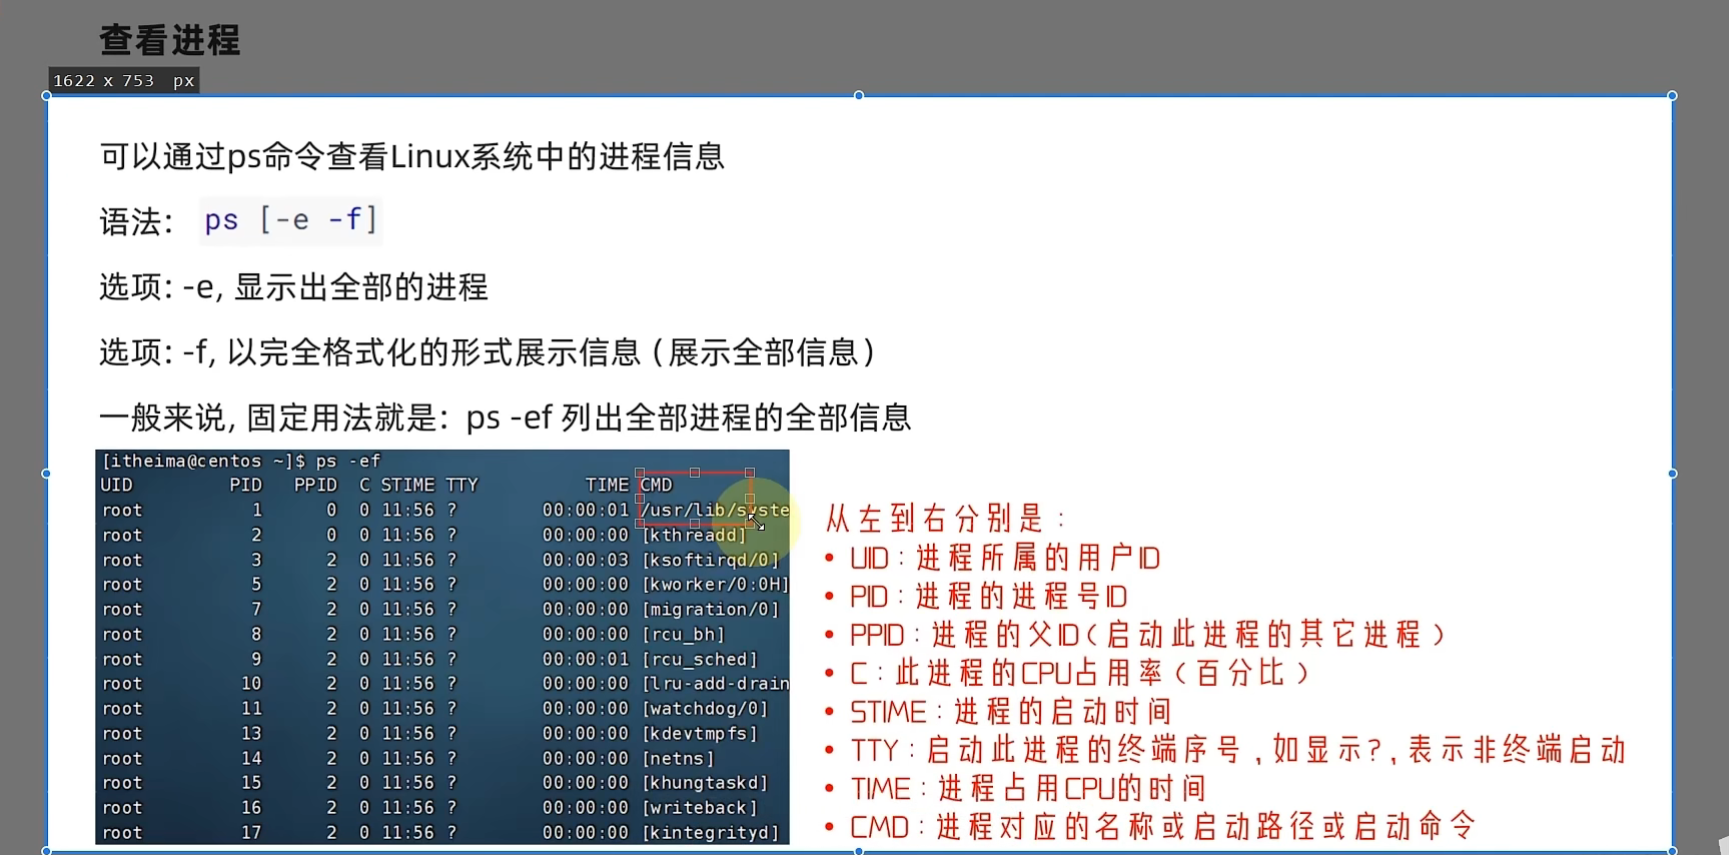 查看进程
1622 x 753 px
可以通过ps命令查看Linux系统中的进程信息
语法： ps [-e -f]
选项: -e, 显示出全部的进程
选项: -f, 以完全格式化的形式展示信息（展示全部信息）
一般来说, 固定用法就是： ps -ef 列出全部进程的全部信息
[itheima@centos ~]$ ps -ef
UID PID PPID C STIME TTY TIME CMD
root 1 0 0 11:56 ? 00:00:01 /usr/lib/syste
root 2 0 0 11:56 ? 00:00:00 [kthreadd]
root 3 2 0 11:56 ? 00:00:03 [ksoftirqd/0]
root 5 2 0 11:56 ? 00:00:00 [kworker/0:0H]
root 7 2 0 11:56 ? 00:00:00 [migration/0]
root 8 2 0 11:56 ? 00:00:00 [rcu_bh]
root 9 2 0 11:56 ? 00:00:01 [rcu_sched]
root 10 2 0 11:56 ? 00:00:00 [lru-add-drain
root 11 2 0 11:56 ? 00:00:00 [watchdog/0]
root 13 2 0 11:56 ? 00:00:00 [kdevtmpfs]
root 14 2 0 11:56 ? 00:00:00 [netns]
root 15 2 0 11:56 ? 00:00:00 [khungtaskd]
root 16 2 0 11:56 ? 00:00:00 [writeback]
root 17 2 0 11:56 ? 00:00:00 [kintegrityd]
从左到右分别是：
• UID：进程所属的用户ID
• PID：进程的进程号ID
• PPID：进程的父ID（启动此进程的其它进程）
• C：此进程的CPU占用率（百分比）
• STIME：进程的启动时间
• TTY：启动此进程的终端序号，如显示?，表示非终端启动
• TIME：进程占用CPU的时间
• CMD：进程对应的名称或启动路径或启动命令